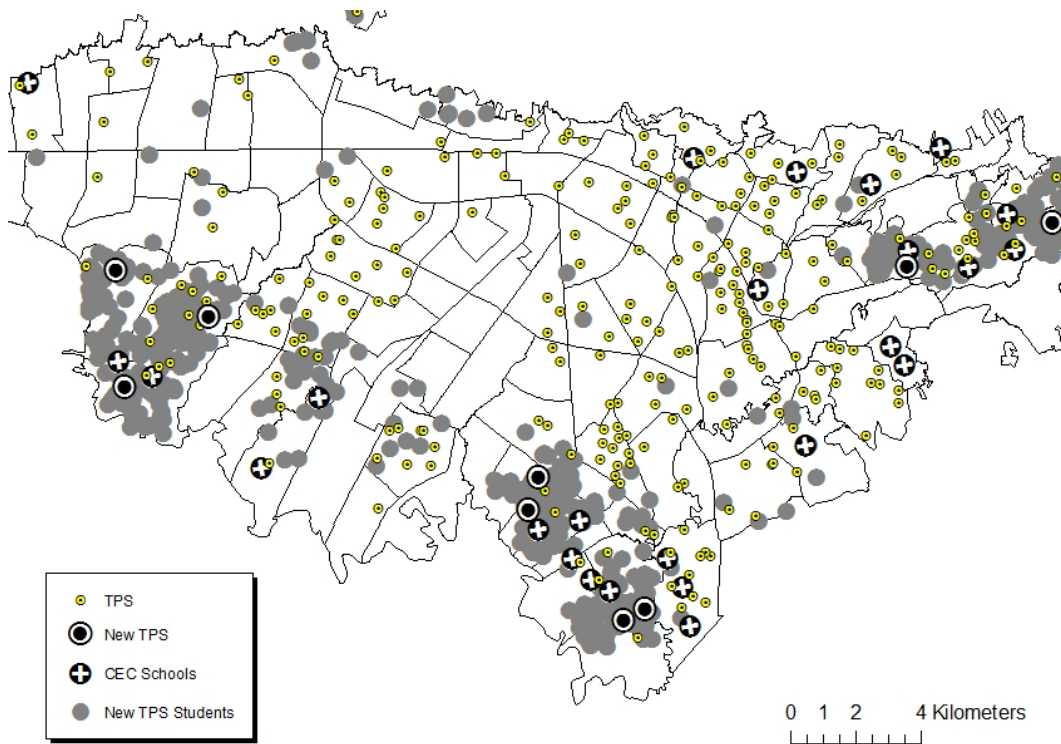 TPS
New TPS
CEC Schools
New TPS Students
0 1 2 4 Kilometers